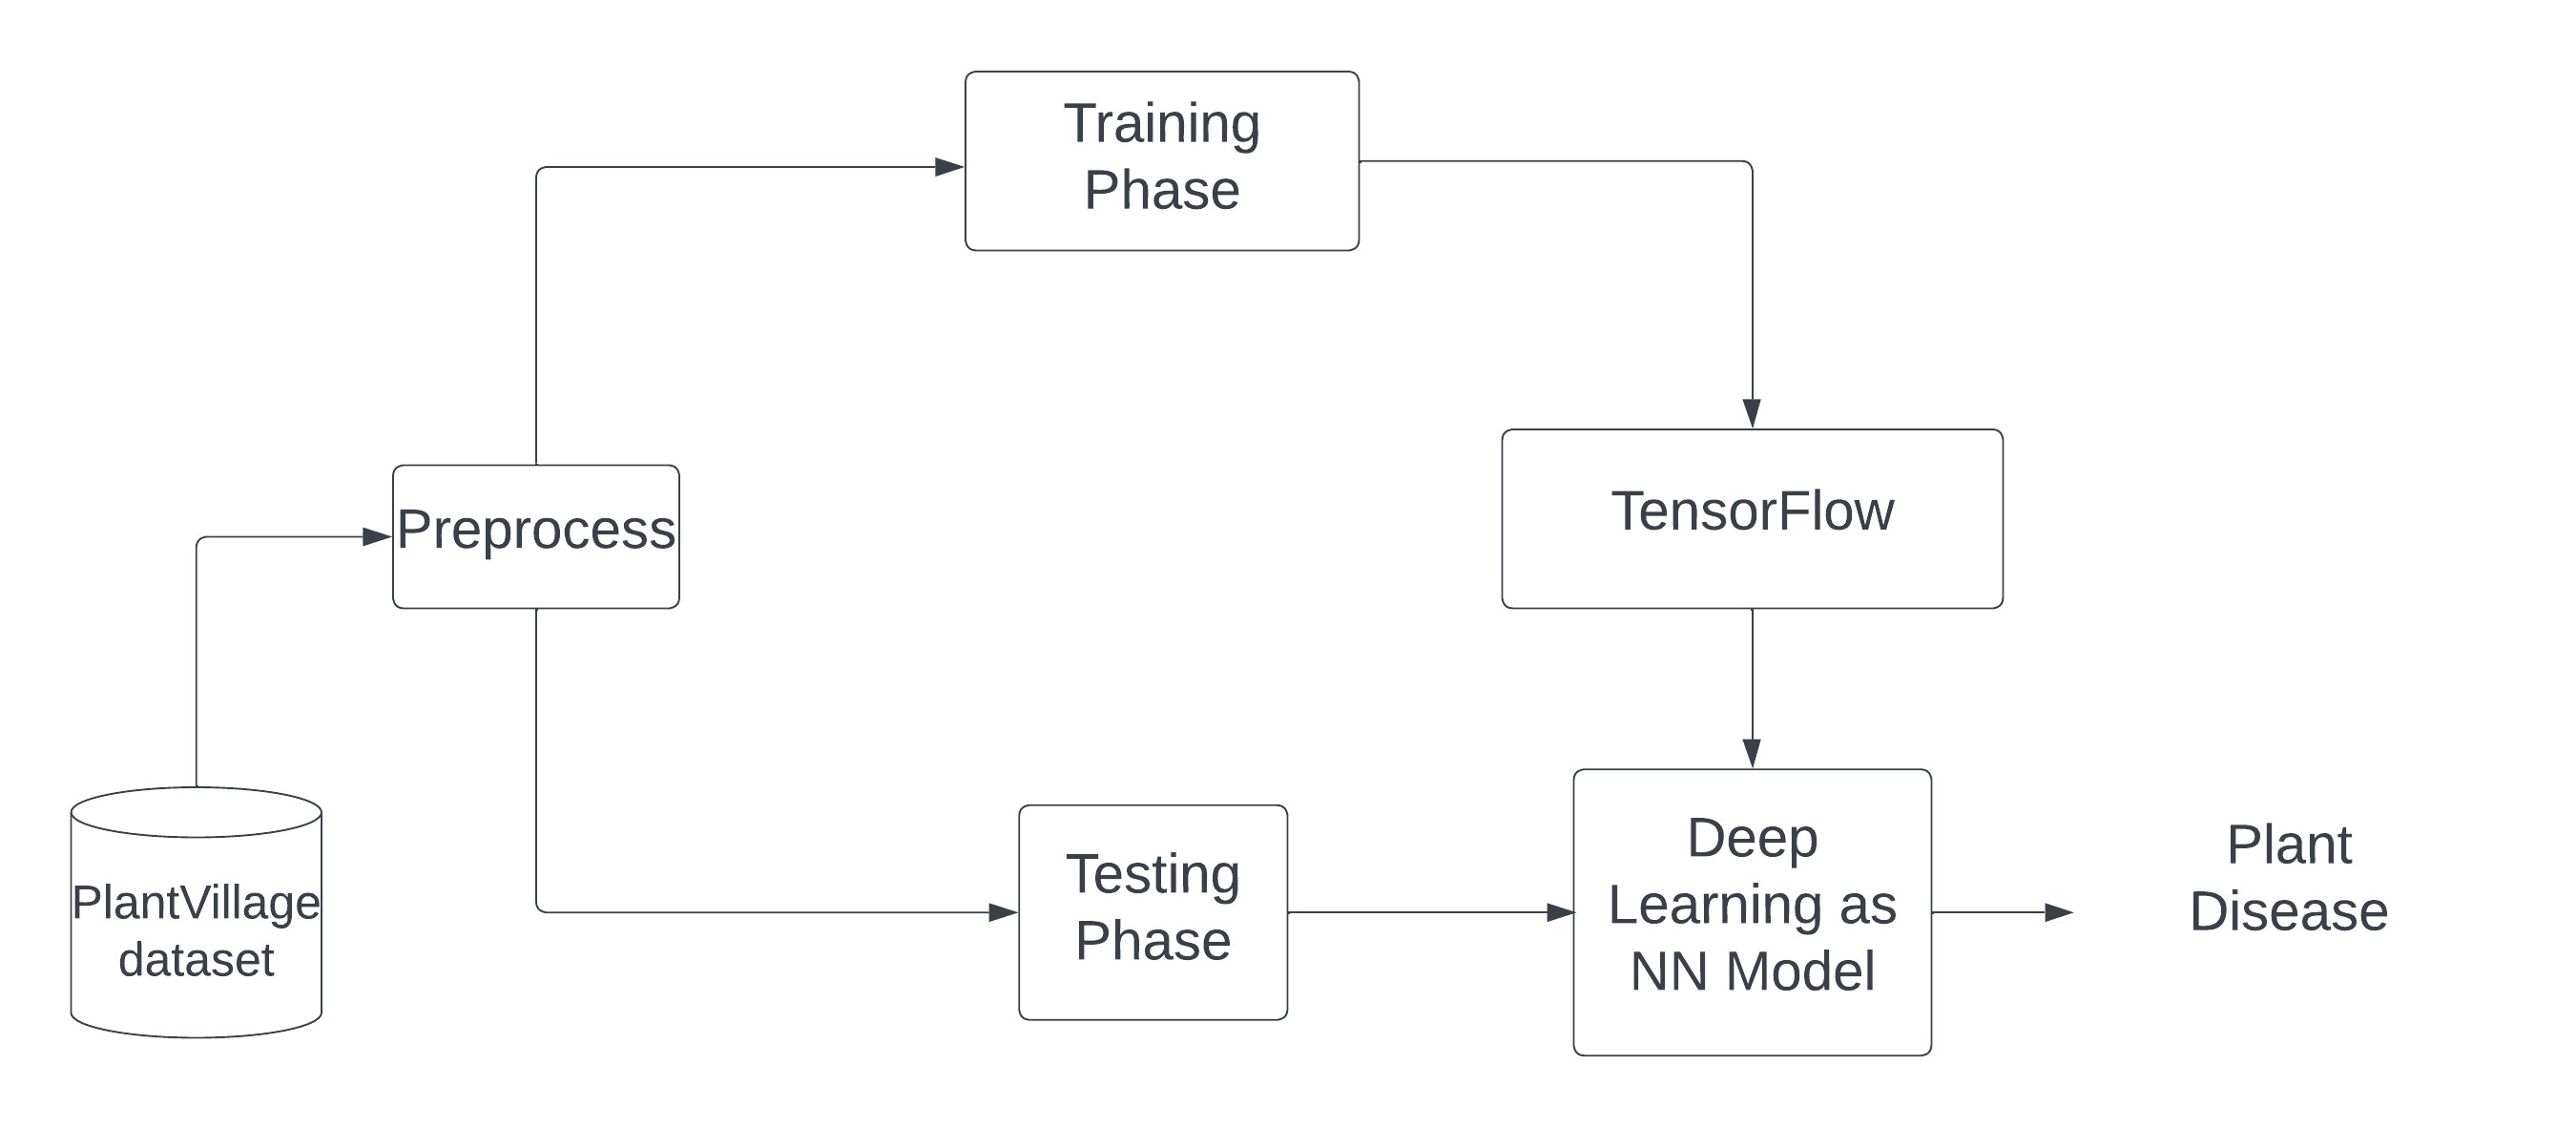 Training
Phase
Preprocess
TensorFlow
PlantVillage
dataset
Testing
Phase
Deep
Learning as
NN Model
Plant
Disease